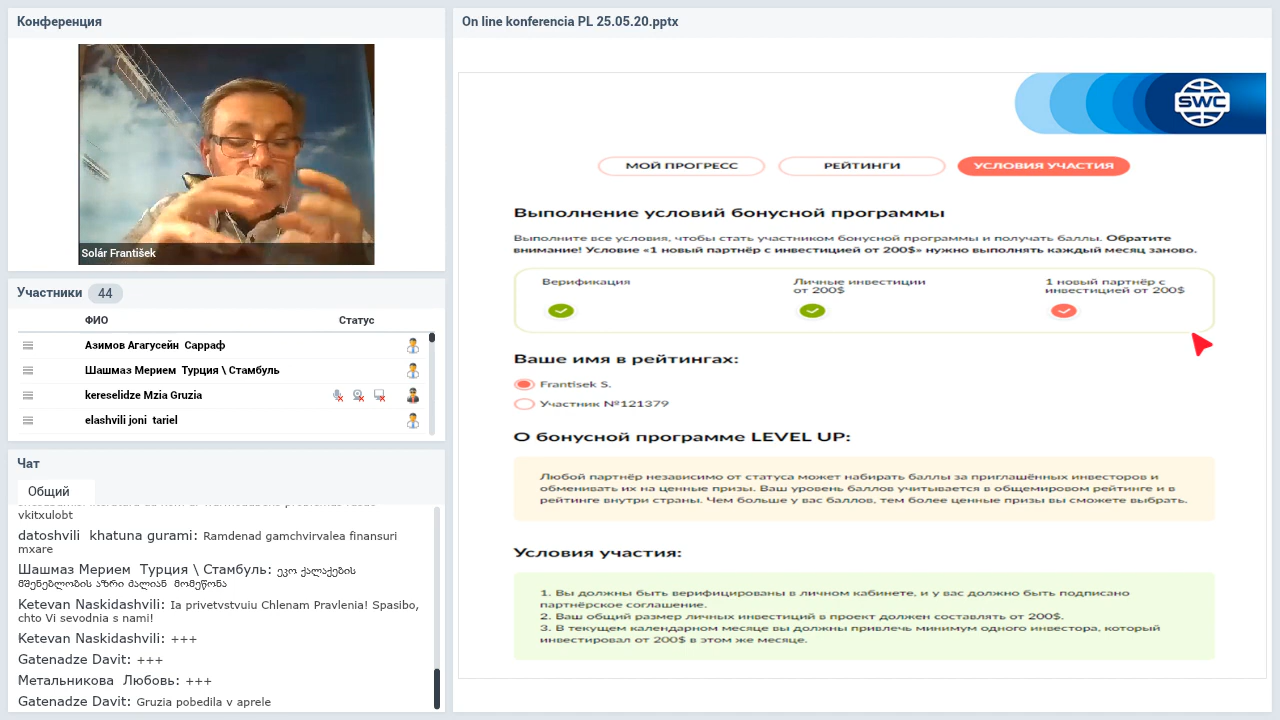 Конференция
Solár František
Участники 44
ФИО Статус
Азимов Агагусейн Сарраф
Шашмаз Мерием Турция \ Стамбуль
kereselidze Mzia Gruzia
elashvili joni tariel
Чат
Общий
vkitxulobt
datoshvili khatuna gurami: Ramdenad gamchvirvalea finansuri
mxare
Шашмаз Мерием Турция \ Стамбуль: ეკო ქალაქების
მშენებლობის აზრი ძალიან მომეწონა
Ketevan Naskidashvili: Ia privetvstvuiu Chlenam Pravlenia! Spasibo,
chto Vi sevodnia s nami!
Ketevan Naskidashvili: +++
Gatenadze Davit: +++
Метальникова Любовь: +++
Gatenadze Davit: Gruzia pobedila v aprele
On line konferencia PL 25.05.20.pptx
SWC
МОЙ ПРОГРЕСС РЕЙТИНГИ УСЛОВИЯ УЧАСТИЯ
Выполнение условий бонусной программы
Выполните все условия, чтобы стать участником бонусной программы и получать баллы. Обратите
внимание! Условие «1 новый партнёр с инвестицией от 200$» нужно выполнять каждый месяц заново.
Верификация
Личные инвестиции
от 200$
1 новый партнёр с
инвестицией от 200$
Ваше имя в рейтингах:
Frantisek S.
Участник №121379
О бонусной программе LEVEL UP:
Любой партнёр независимо от статуса может набирать баллы за приглашённых инвесторов и
обменивать их на ценные призы. Ваш уровень баллов учитывается в общемировом рейтинге и в
рейтинге внутри страны. Чем больше у вас баллов, тем более ценные призы вы сможете выбрать.
Условия участия:
1. Вы должны быть верифицированы в личном кабинете, и у вас должно быть подписано
партнёрское соглашение.
2. Ваш общий размер личных инвестиций в проект должен составлять от 200$.
3. В текущем календарном месяце вы должны привлечь минимум одного инвестора, который
инвестировал от 200$ в этом же месяце.